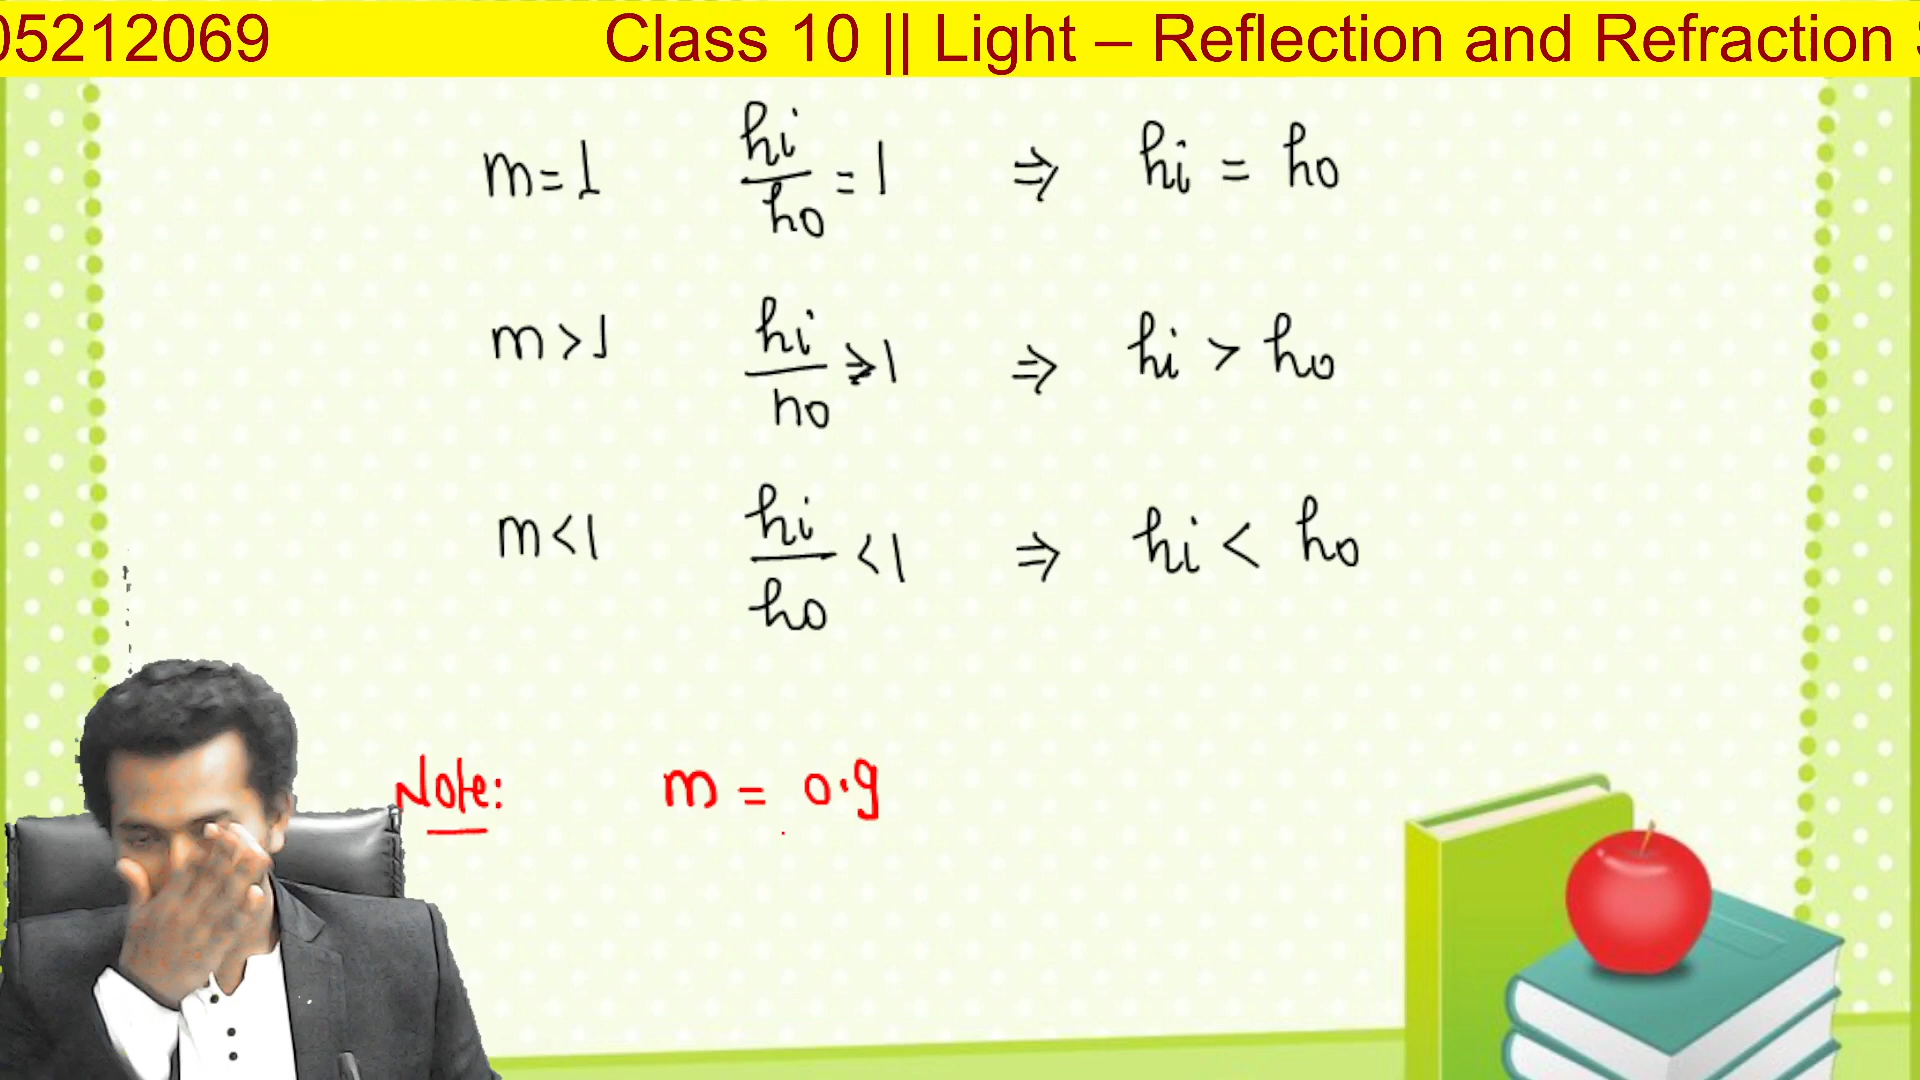 05212069 Class 10 || Light – Reflection and Refraction
m=1 hi/ho = 1 ⇒ hi = ho
m>1 hi/ho >1 ⇒ hi > ho
m<1 hi/ho <1 ⇒ hi < ho
Note: m = 0.9